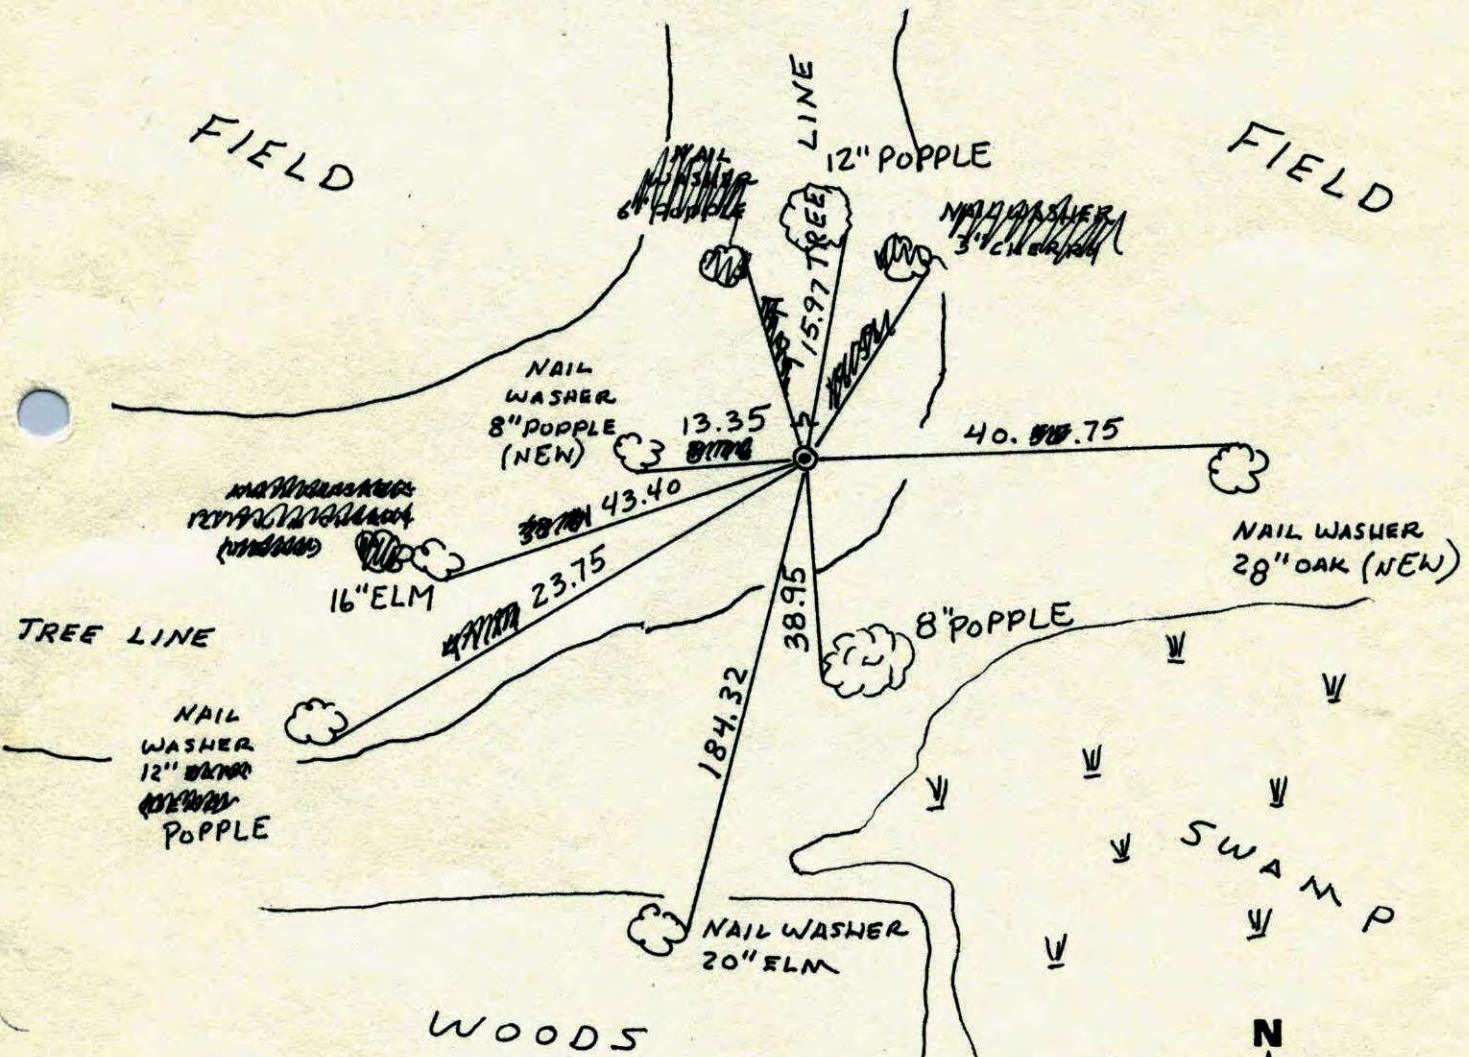 FIELD
LINE
TREE
12" POPPLE
FIELD
15.97
NAIL
WASHER
8" POPPLE
(NEW)
13.35
40. .75
43.40
NAIL WASHER
28" OAK (NEW)
16" ELM
23.75
38.95
8" POPPLE
TREE LINE
184.32
NAIL
WASHER
12"
POPPLE
SWAMP
NAIL WASHER
20" ELM
WOODS
N